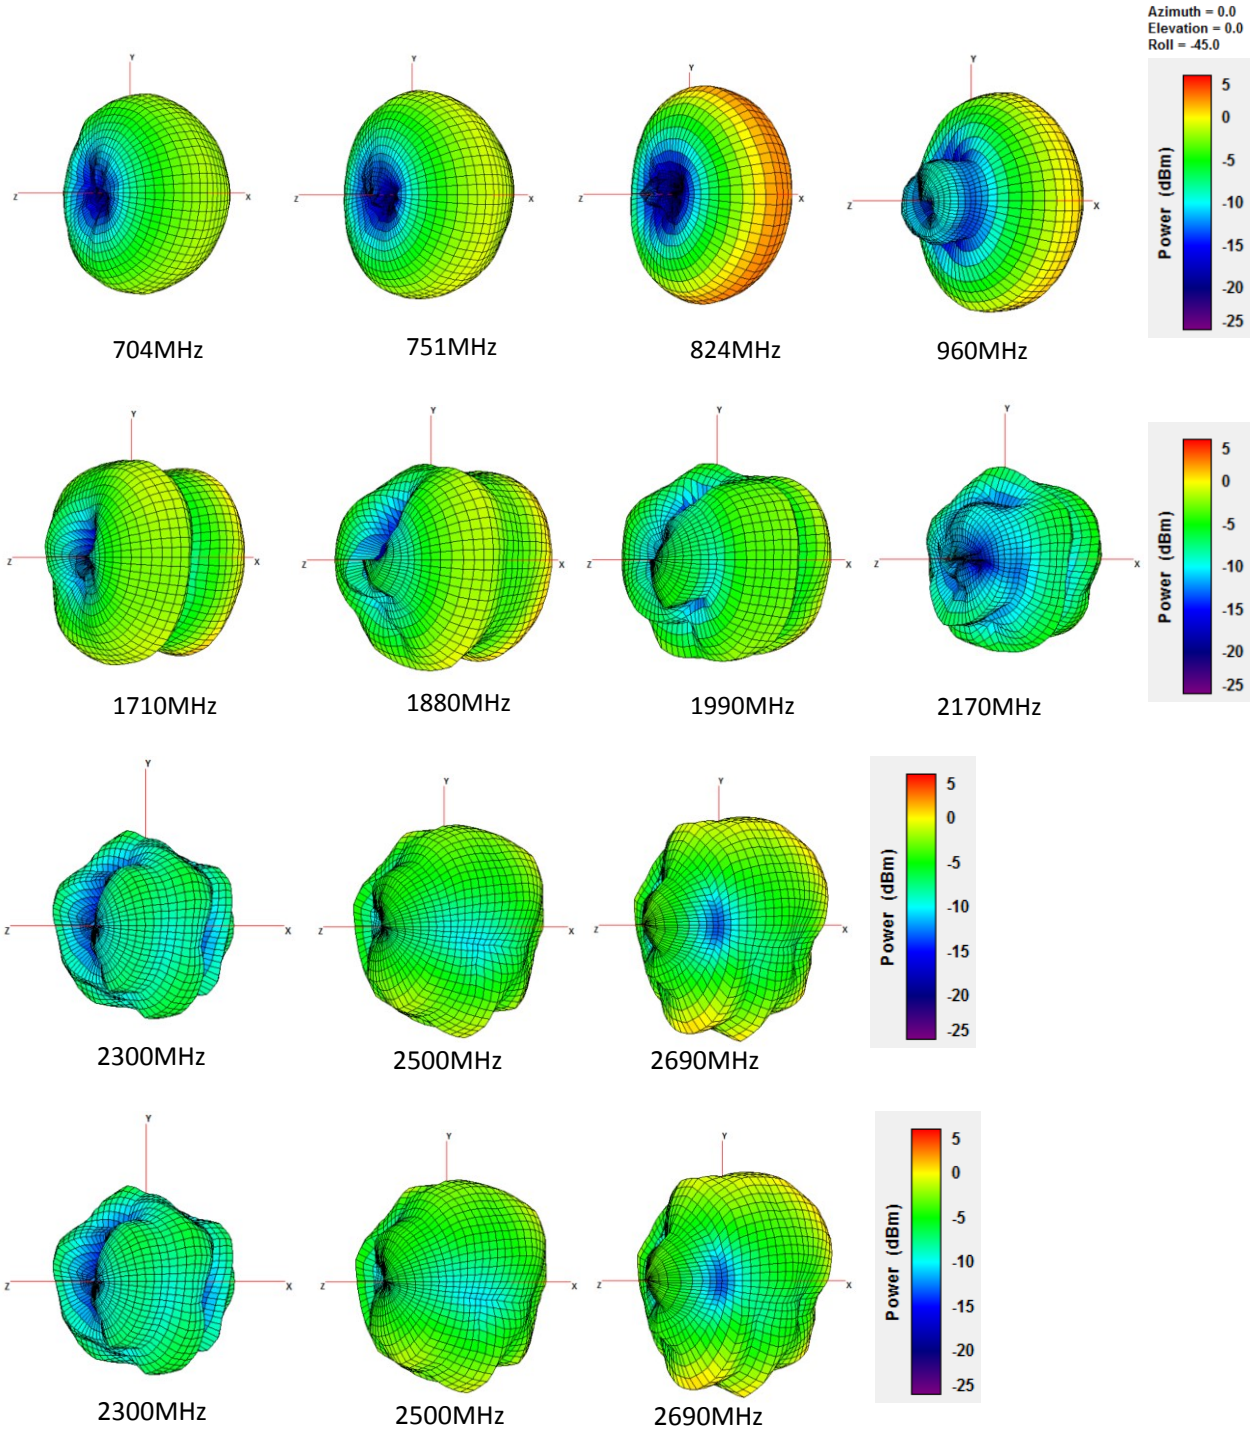 Azimuth = 0.0
Elevation = 0.0
Roll = -45.0
Y
Z
X
Y
Z
X
Y
Z
X
Y
Z
X
Power (dBm)
5
0
-5
-10
-15
-20
-25
704MHz
751MHz
824MHz
960MHz
Y
Z
X
Y
Z
X
Y
Z
X
Y
Z
X
Power (dBm)
5
0
-5
-10
-15
-20
-25
1710MHz
1880MHz
1990MHz
2170MHz
Y
Z
X
Y
Z
X
Y
Z
X
Power (dBm)
5
0
-5
-10
-15
-20
-25
2300MHz
2500MHz
2690MHz
Y
Z
X
Y
Z
X
Y
Z
X
Power (dBm)
5
0
-5
-10
-15
-20
-25
2300MHz
2500MHz
2690MHz